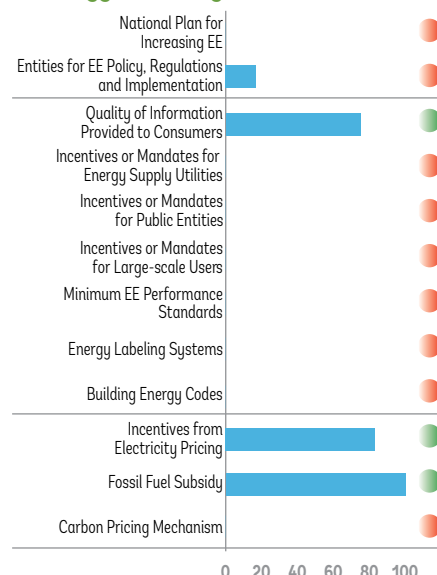 National Plan for
Increasing EE
Entities for EE Policy, Regulations
and Implementation
Quality of Information
Provided to Consumers
Incentives or Mandates for
Energy Supply Utilities
Incentives or Mandates
for Public Entities
Incentives or Mandates
for Large-scale Users
Minimum EE Performance
Standards
Energy Labeling Systems
Building Energy Codes
Incentives from
Electricity Pricing
Fossil Fuel Subsidy
Carbon Pricing Mechanism
0 20 40 60 80 100